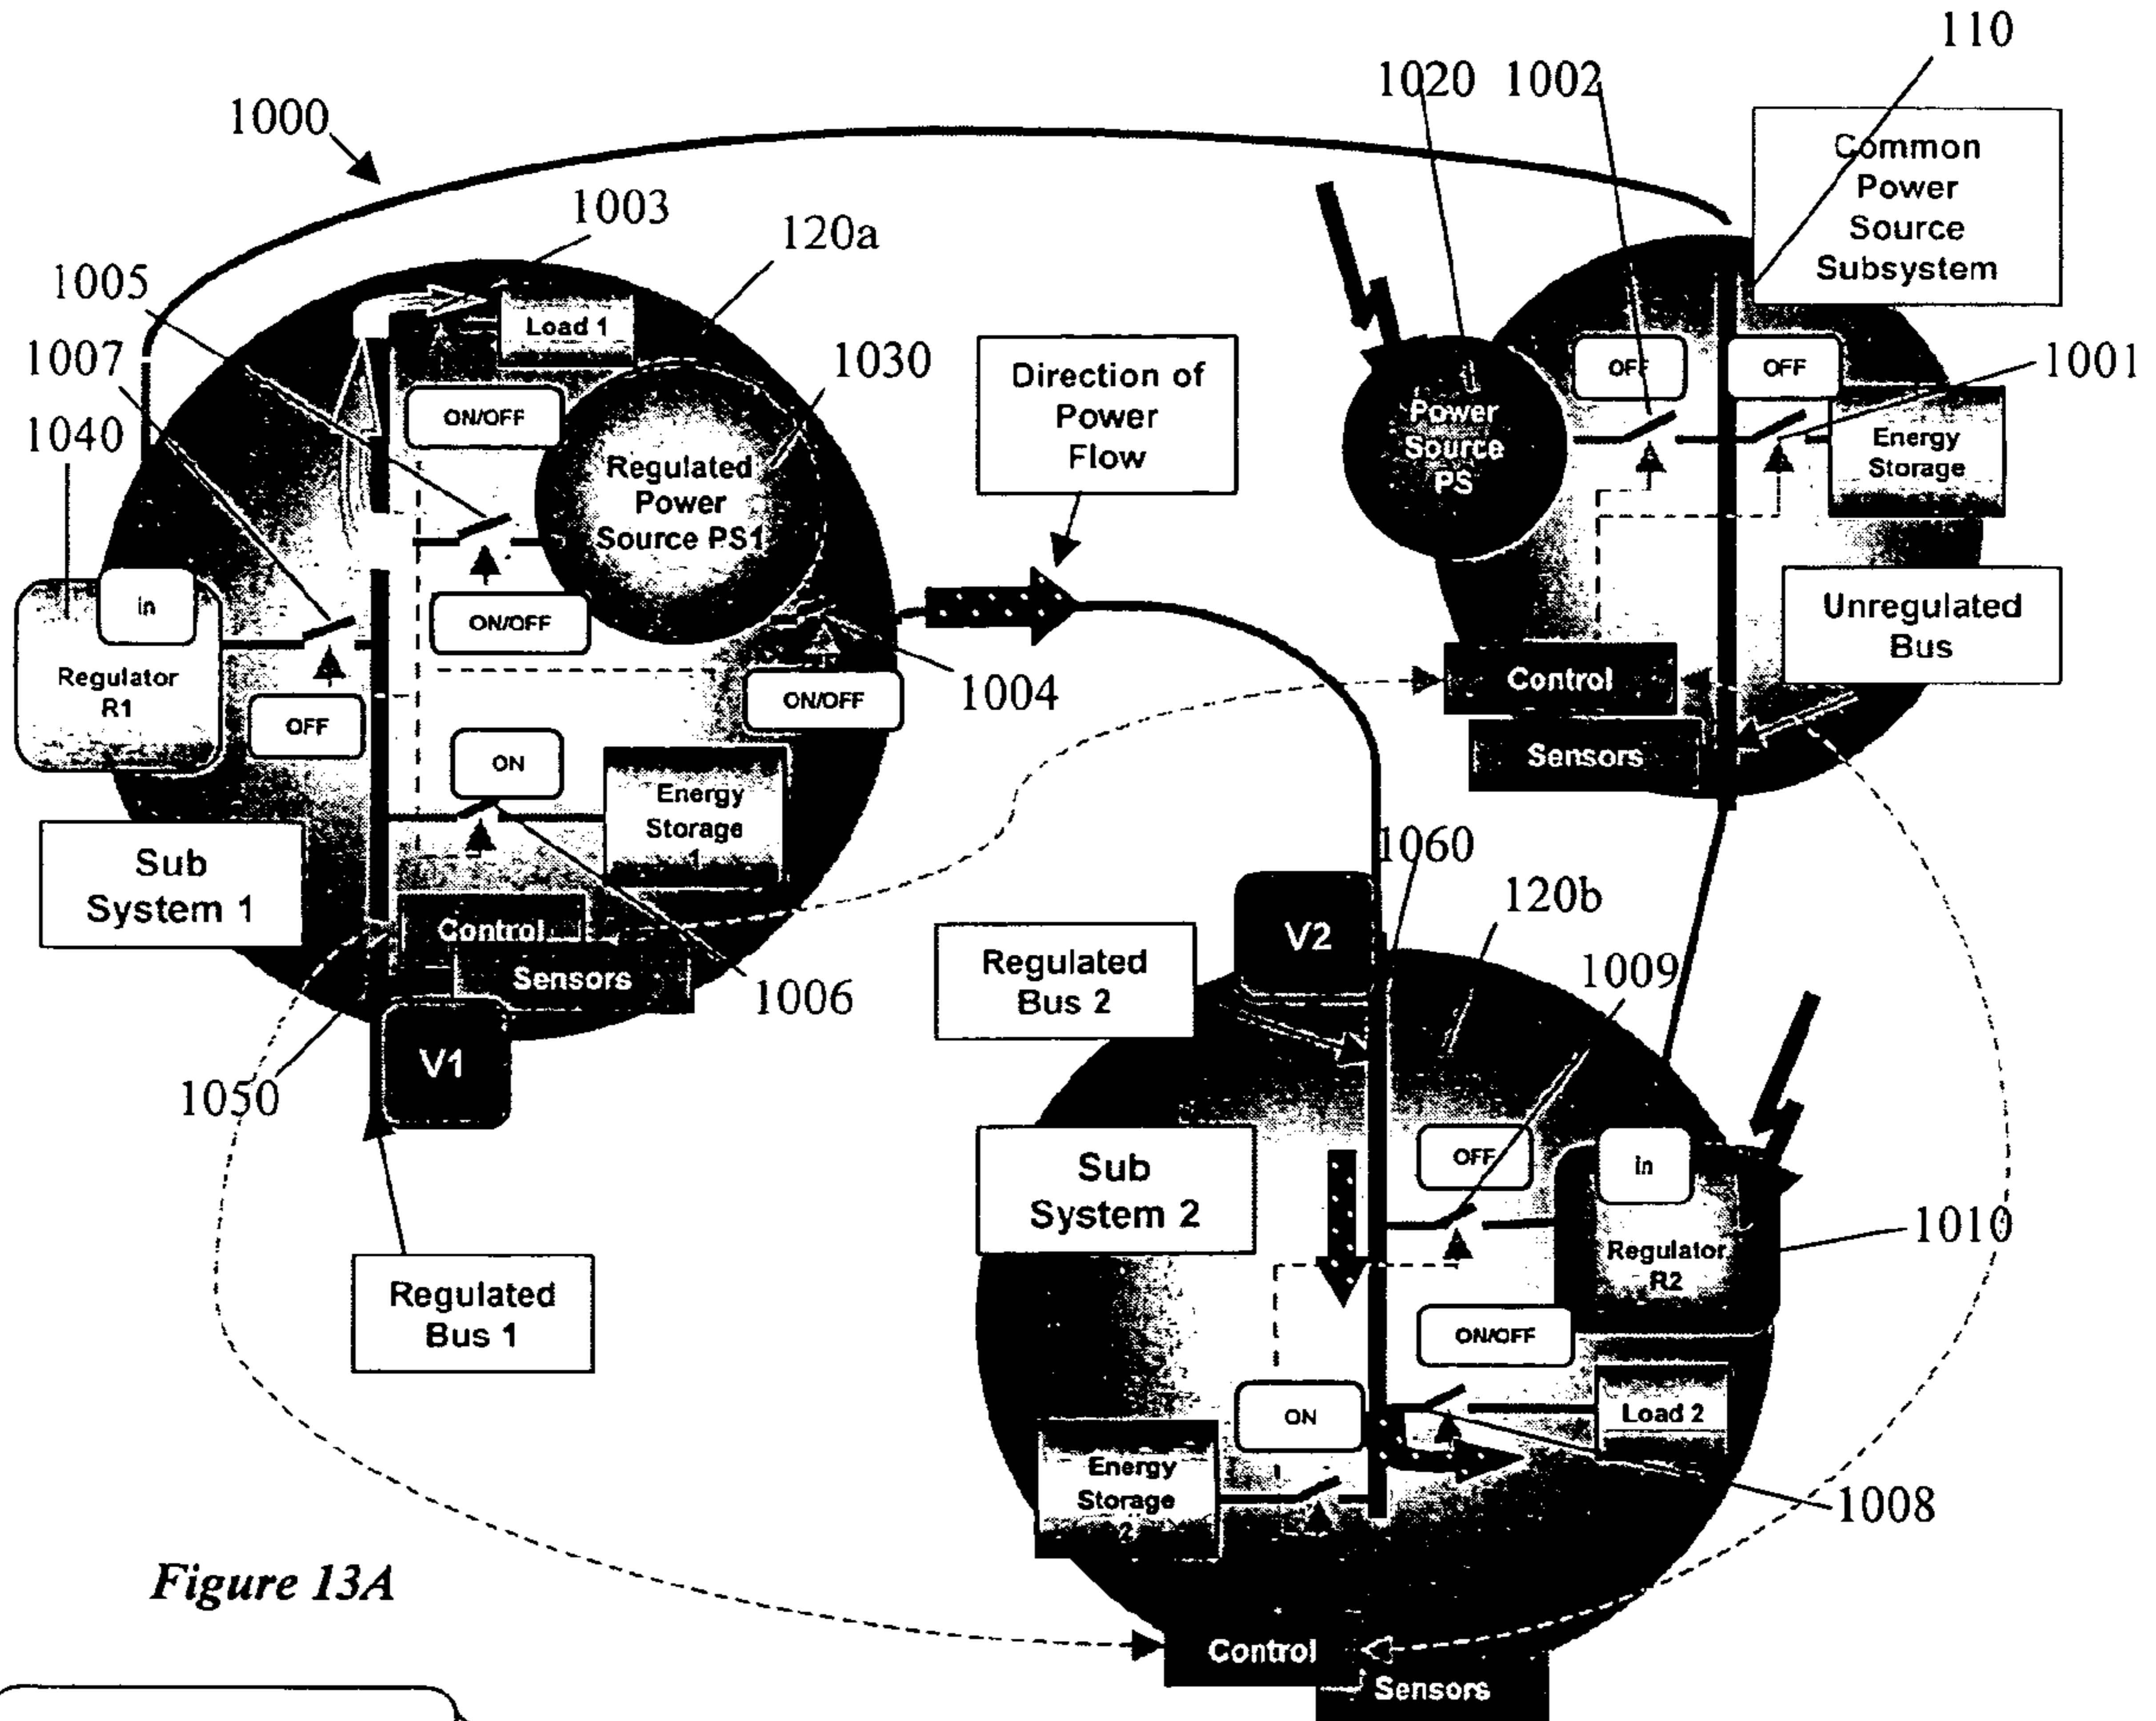 110
1020 1002
1000
Common
Power
Source
Subsystem
1003
120a
1005
Load 1
1007
1030
1040
ON/OFF
Direction of
Power
Flow
OFF
OFF
1001
Power
Source
PS
Energy
Storage
Regulated
Power
Source PS1
in
ON/OFF
Regulator
R1
OFF
ON/OFF
1004
Unregulated
Bus
Control
Sensors
ON
Energy
Storage
1
Sub
System 1
Control
Sensors
1006
1060
120b
V2
Regulated
Bus 2
1009
V1
1050
Sub
System 2
OFF
in
Regulator
R2
1010
Regulated
Bus 1
ON/OFF
ON
Load 2
Energy
Storage
2
1008
Figure 13A
Control
Sensors